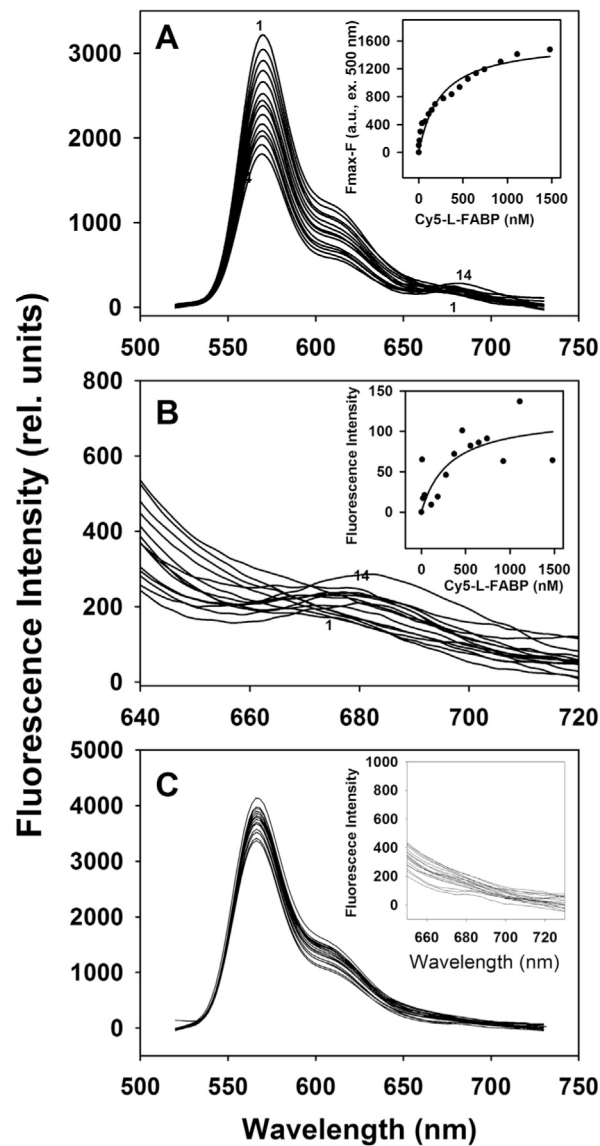 Fluorescence Intensity (rel. units)
A
3000
2000
1000
0
500 550 600 650 700 750
1
4
14
1
Fmax-F (a.u., ex. 500 nm)
1600
1200
800
400
0
0 500 1000 1500
Cy5-L-FABP (nM)
B
800
600
400
200
0
640 660 680 700 720
14
1
Fluorescence Intensity
150
100
50
0
0 500 1000 1500
Cy5-L-FABP (nM)
C
5000
4000
3000
2000
1000
0
500 550 600 650 700 750
Fluorescece Intensity
1000
800
600
400
200
0
660 680 700 720
Wavelength (nm)
Wavelength (nm)